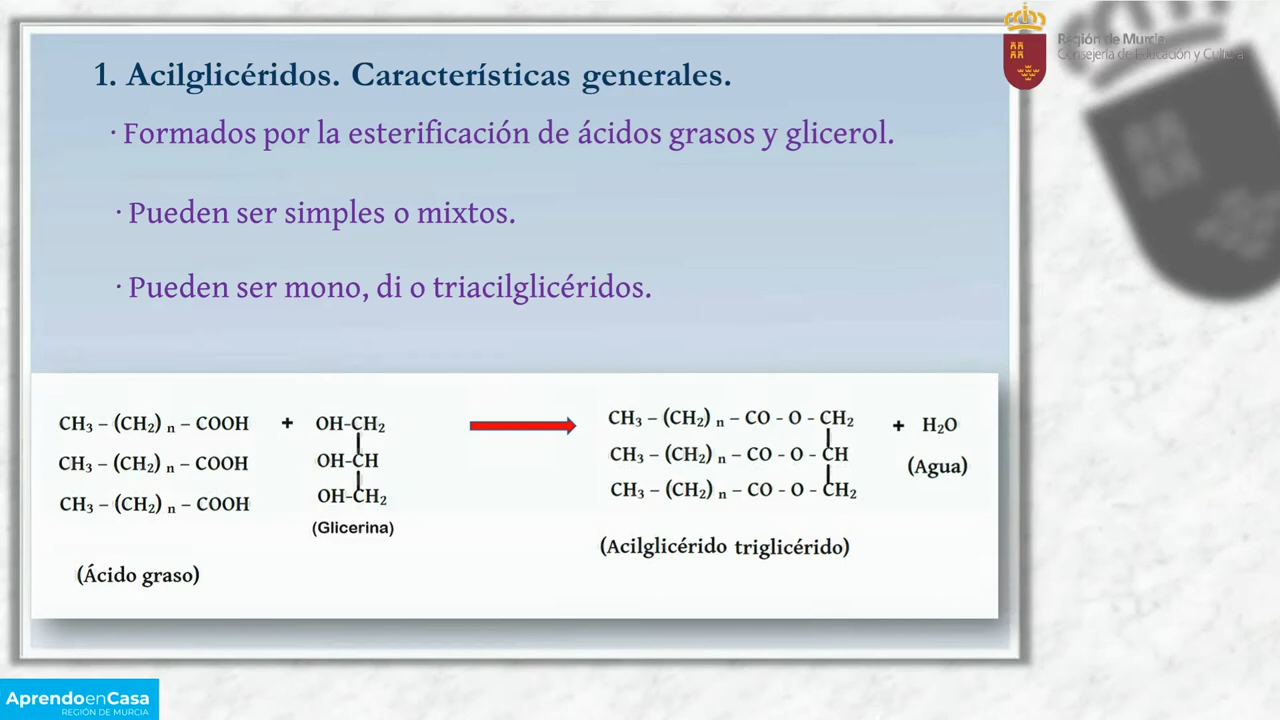 Región de Murcia
Consejería de Educación y Cultura
1. Acilglicéridos. Características generales.
· Formados por la esterificación de ácidos grasos y glicerol.
· Pueden ser simples o mixtos.
· Pueden ser mono, di o triacilglicéridos.
CH₃ – (CH₂) n – COOH + OH-CH₂ CH₃ – (CH₂) n – CO - O - CH₂ + H₂O
CH₃ – (CH₂) n – COOH OH-CH CH₃ – (CH₂) n – CO - O - CH (Agua)
CH₃ – (CH₂) n – COOH OH-CH₂ CH₃ – (CH₂) n – CO - O - CH₂
(Glicerina)
(Acilglicérido triglicérido)
(Ácido graso)
AprendoenCasa
REGIÓN DE MURCIA